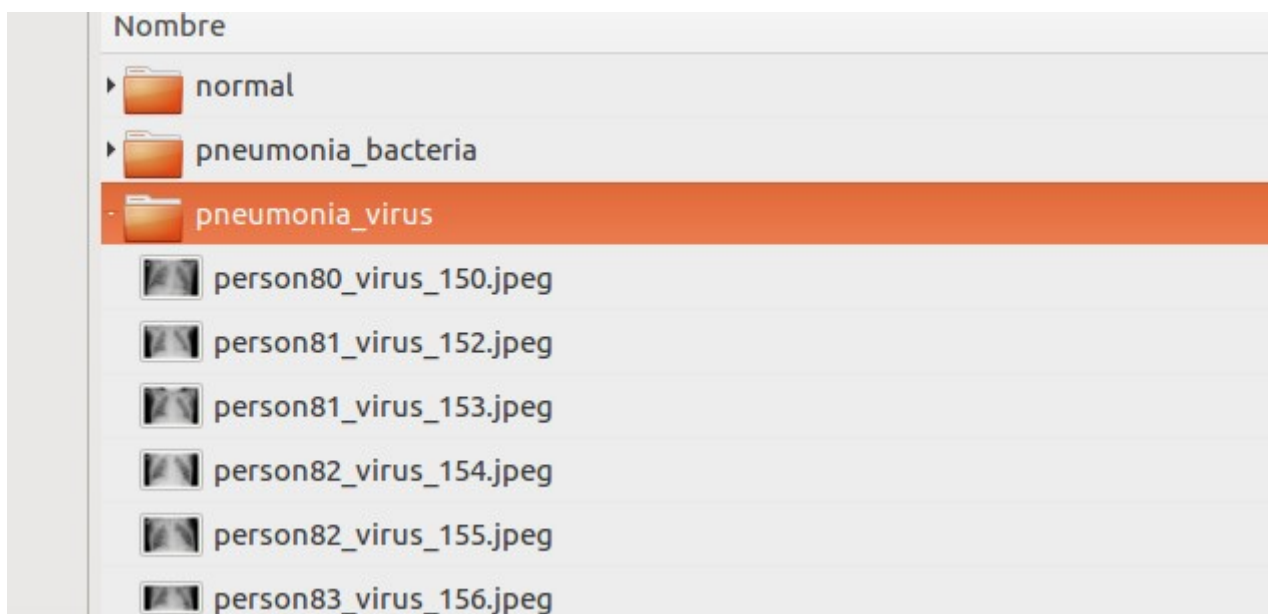 Nombre
normal
pneumonia_bacteria
pneumonia_virus
person80_virus_150.jpeg
person81_virus_152.jpeg
person81_virus_153.jpeg
person82_virus_154.jpeg
person82_virus_155.jpeg
person83_virus_156.jpeg